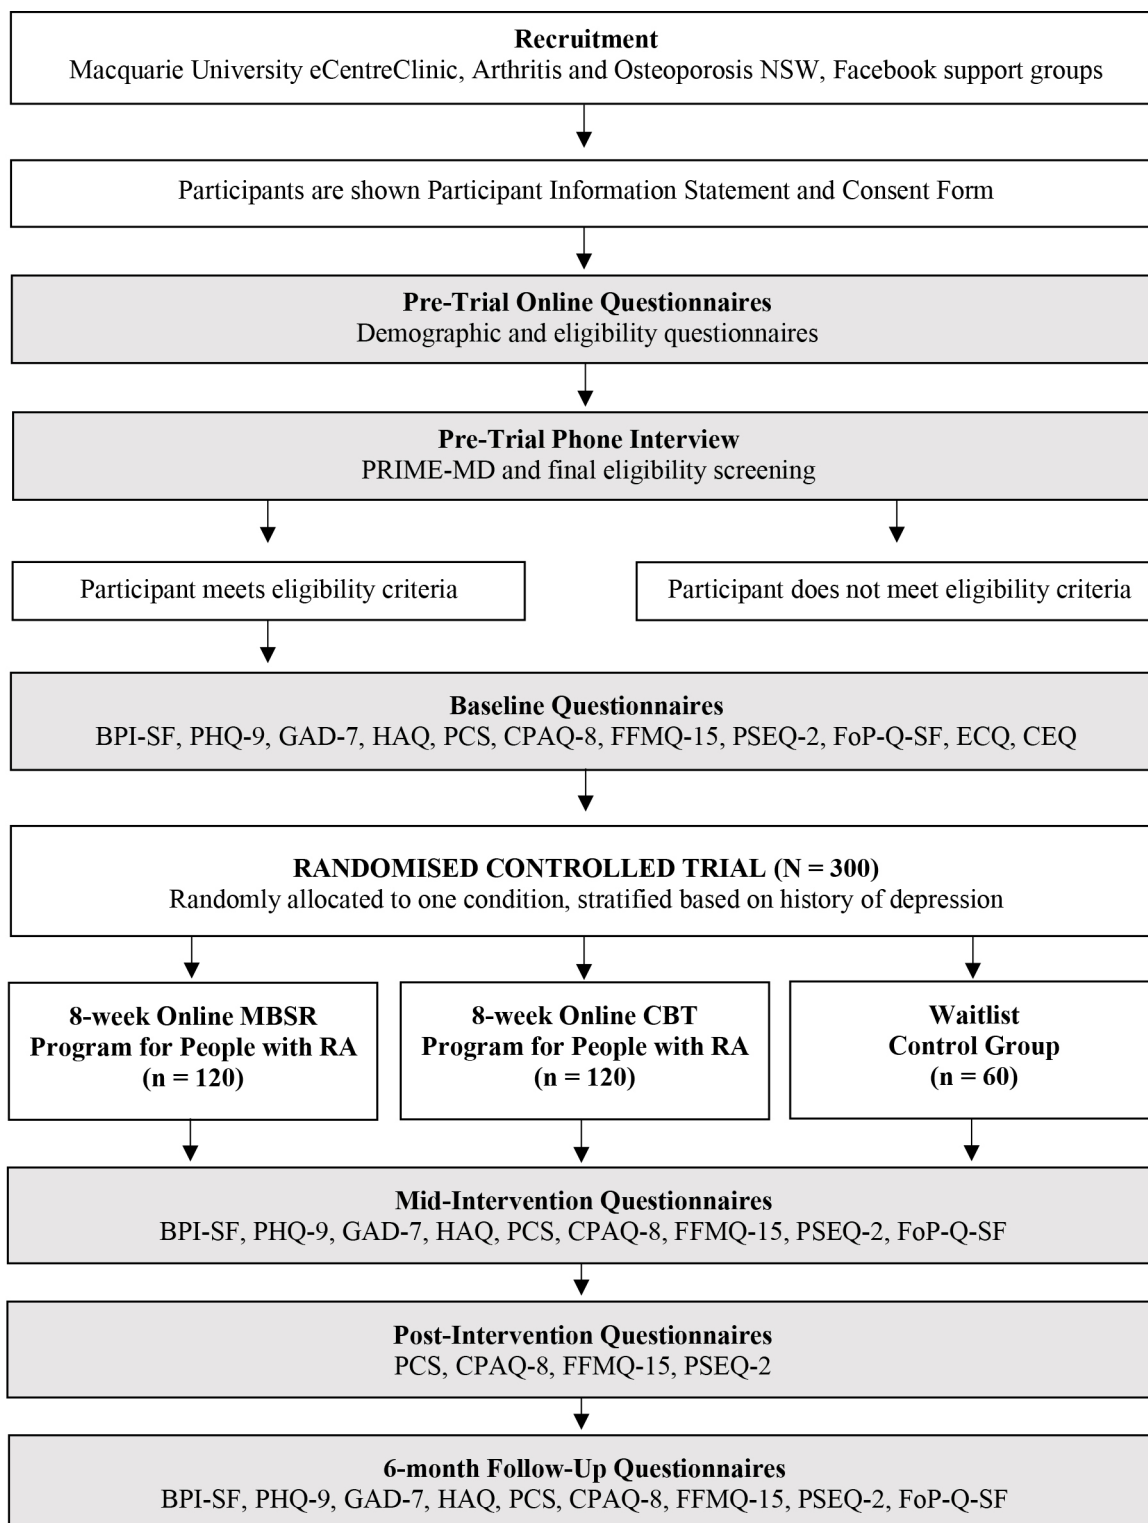 Recruitment
Macquarie University eCentreClinic, Arthritis and Osteoporosis NSW, Facebook support groups
Participants are shown Participant Information Statement and Consent Form
Pre-Trial Online Questionnaires
Demographic and eligibility questionnaires
Pre-Trial Phone Interview
PRIME-MD and final eligibility screening
Participant meets eligibility criteria
Participant does not meet eligibility criteria
Baseline Questionnaires
BPI-SF, PHQ-9, GAD-7, HAQ, PCS, CPAQ-8, FFMQ-15, PSEQ-2, FoP-Q-SF, ECQ, CEQ
RANDOMISED CONTROLLED TRIAL (N = 300)
Randomly allocated to one condition, stratified based on history of depression
8-week Online MBSR
Program for People with RA
(n = 120)
8-week Online CBT
Program for People with RA
(n = 120)
Waitlist
Control Group
(n = 60)
Mid-Intervention Questionnaires
BPI-SF, PHQ-9, GAD-7, HAQ, PCS, CPAQ-8, FFMQ-15, PSEQ-2, FoP-Q-SF
Post-Intervention Questionnaires
PCS, CPAQ-8, FFMQ-15, PSEQ-2
6-month Follow-Up Questionnaires
BPI-SF, PHQ-9, GAD-7, HAQ, PCS, CPAQ-8, FFMQ-15, PSEQ-2, FoP-Q-SF